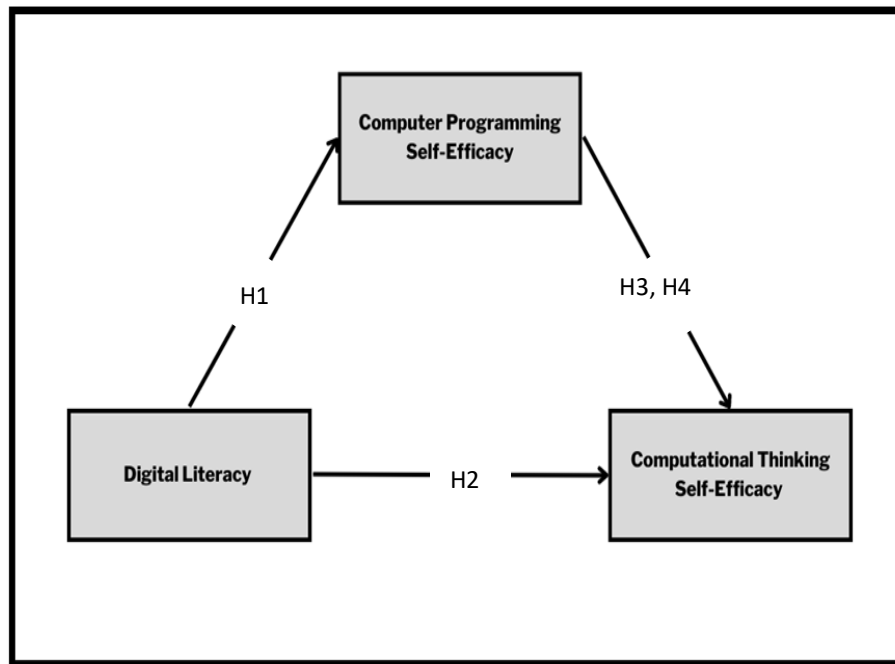 Computer Programming
Self-Efficacy
H1
H3, H4
Digital Literacy
H2
Computational Thinking
Self-Efficacy